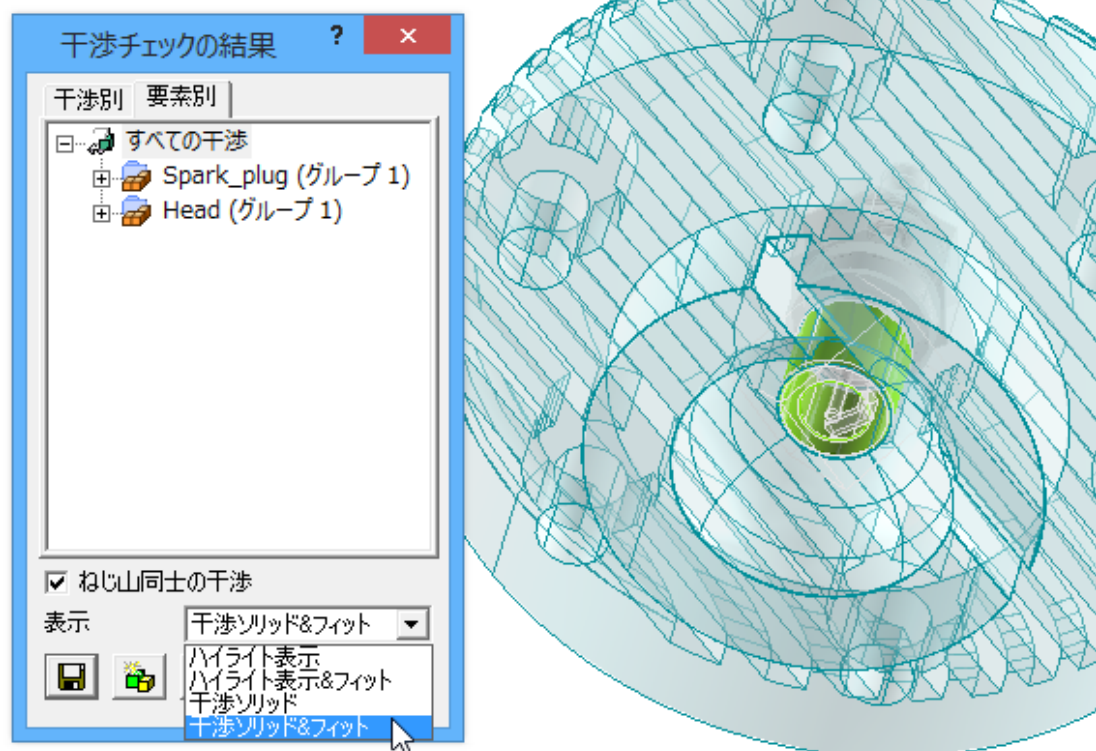 干渉チェックの結果
?
×
干渉別
要素別
すべての干渉
Spark_plug (グループ 1)
Head (グループ 1)
ねじ山同士の干渉
表示
干渉ソリッド&フィット
ハイライト表示
ハイライト表示&フィット
干渉ソリッド
干渉ソリッド&フィット